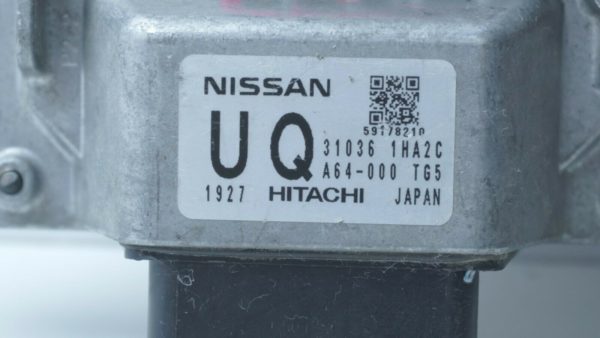 NISSAN
59178210
UQ
31036 1HA2C
A64-000 TG5
1927 HITACHI JAPAN